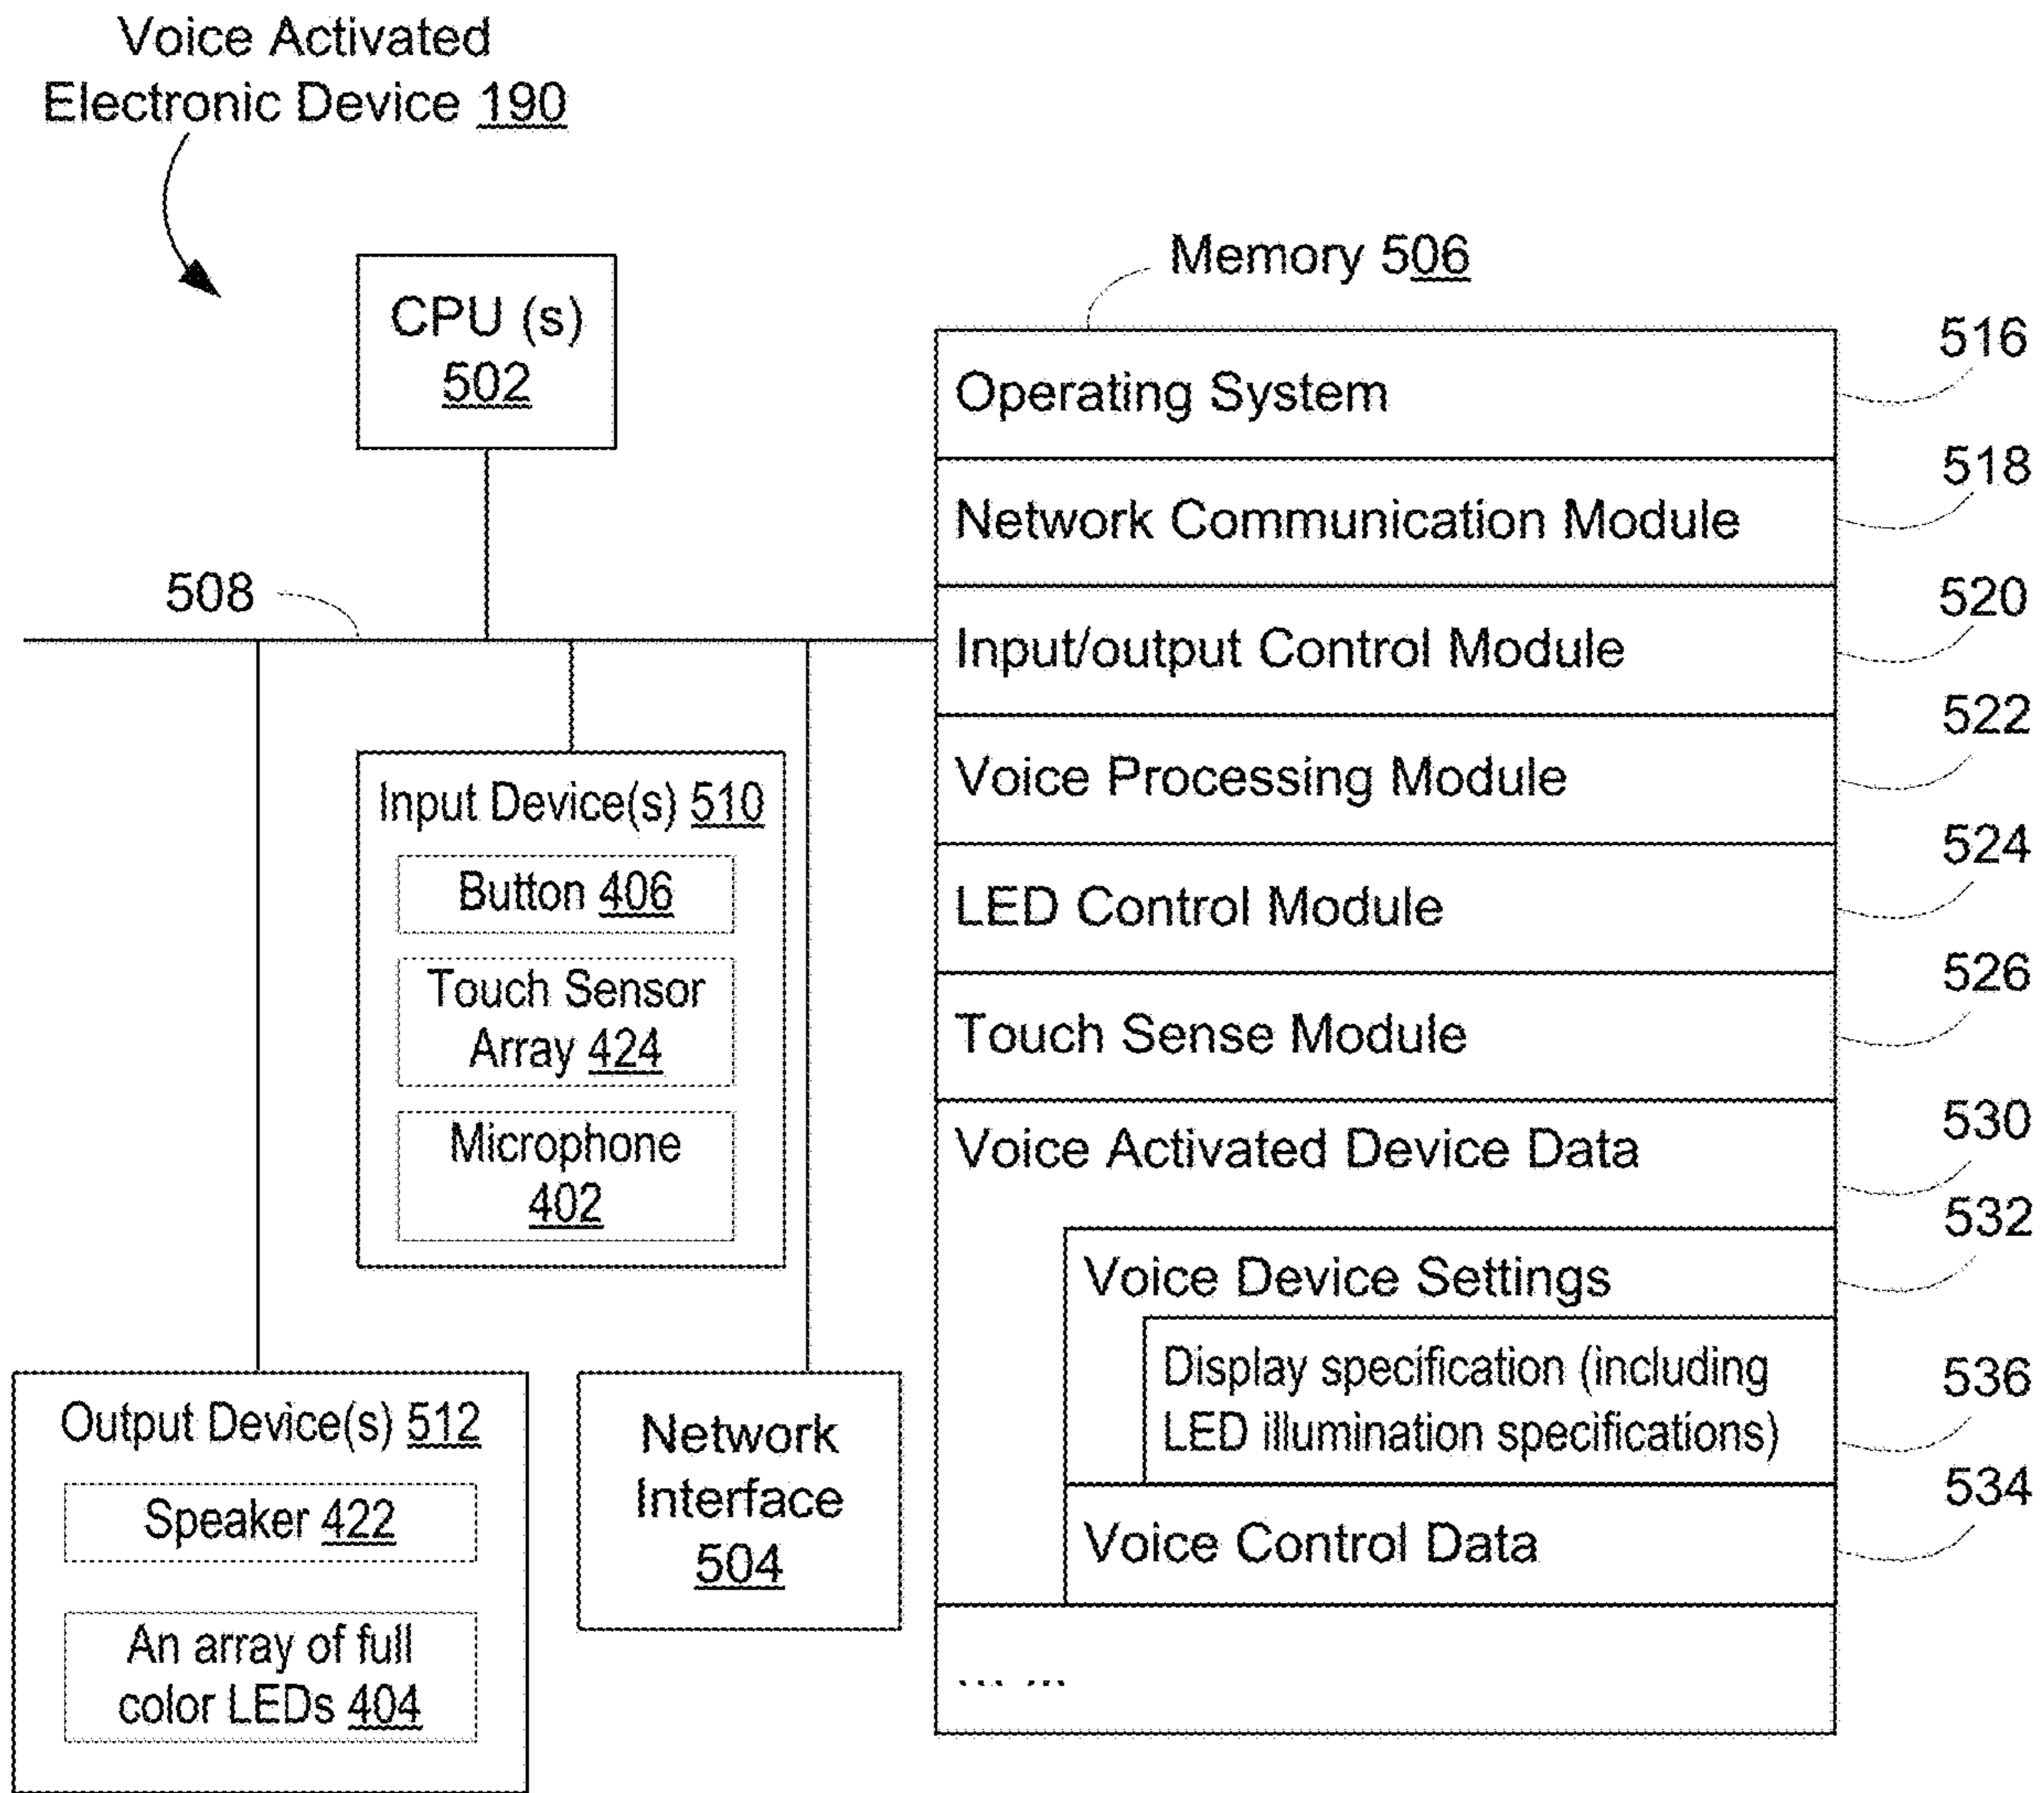 Voice Activated
Electronic Device 190
CPU (s)
502
Memory 506
Operating System
516
Network Communication Module
518
508
Input/output Control Module
520
Voice Processing Module
522
Input Device(s) 510
Button 406
Touch Sensor
Array 424
Microphone
402
LED Control Module
524
Touch Sense Module
526
Voice Activated Device Data
530
Voice Device Settings
532
Display specification (including
LED illumination specifications)
536
Voice Control Data
534
Output Device(s) 512
Speaker 422
An array of full
color LEDs 404
Network
Interface
504